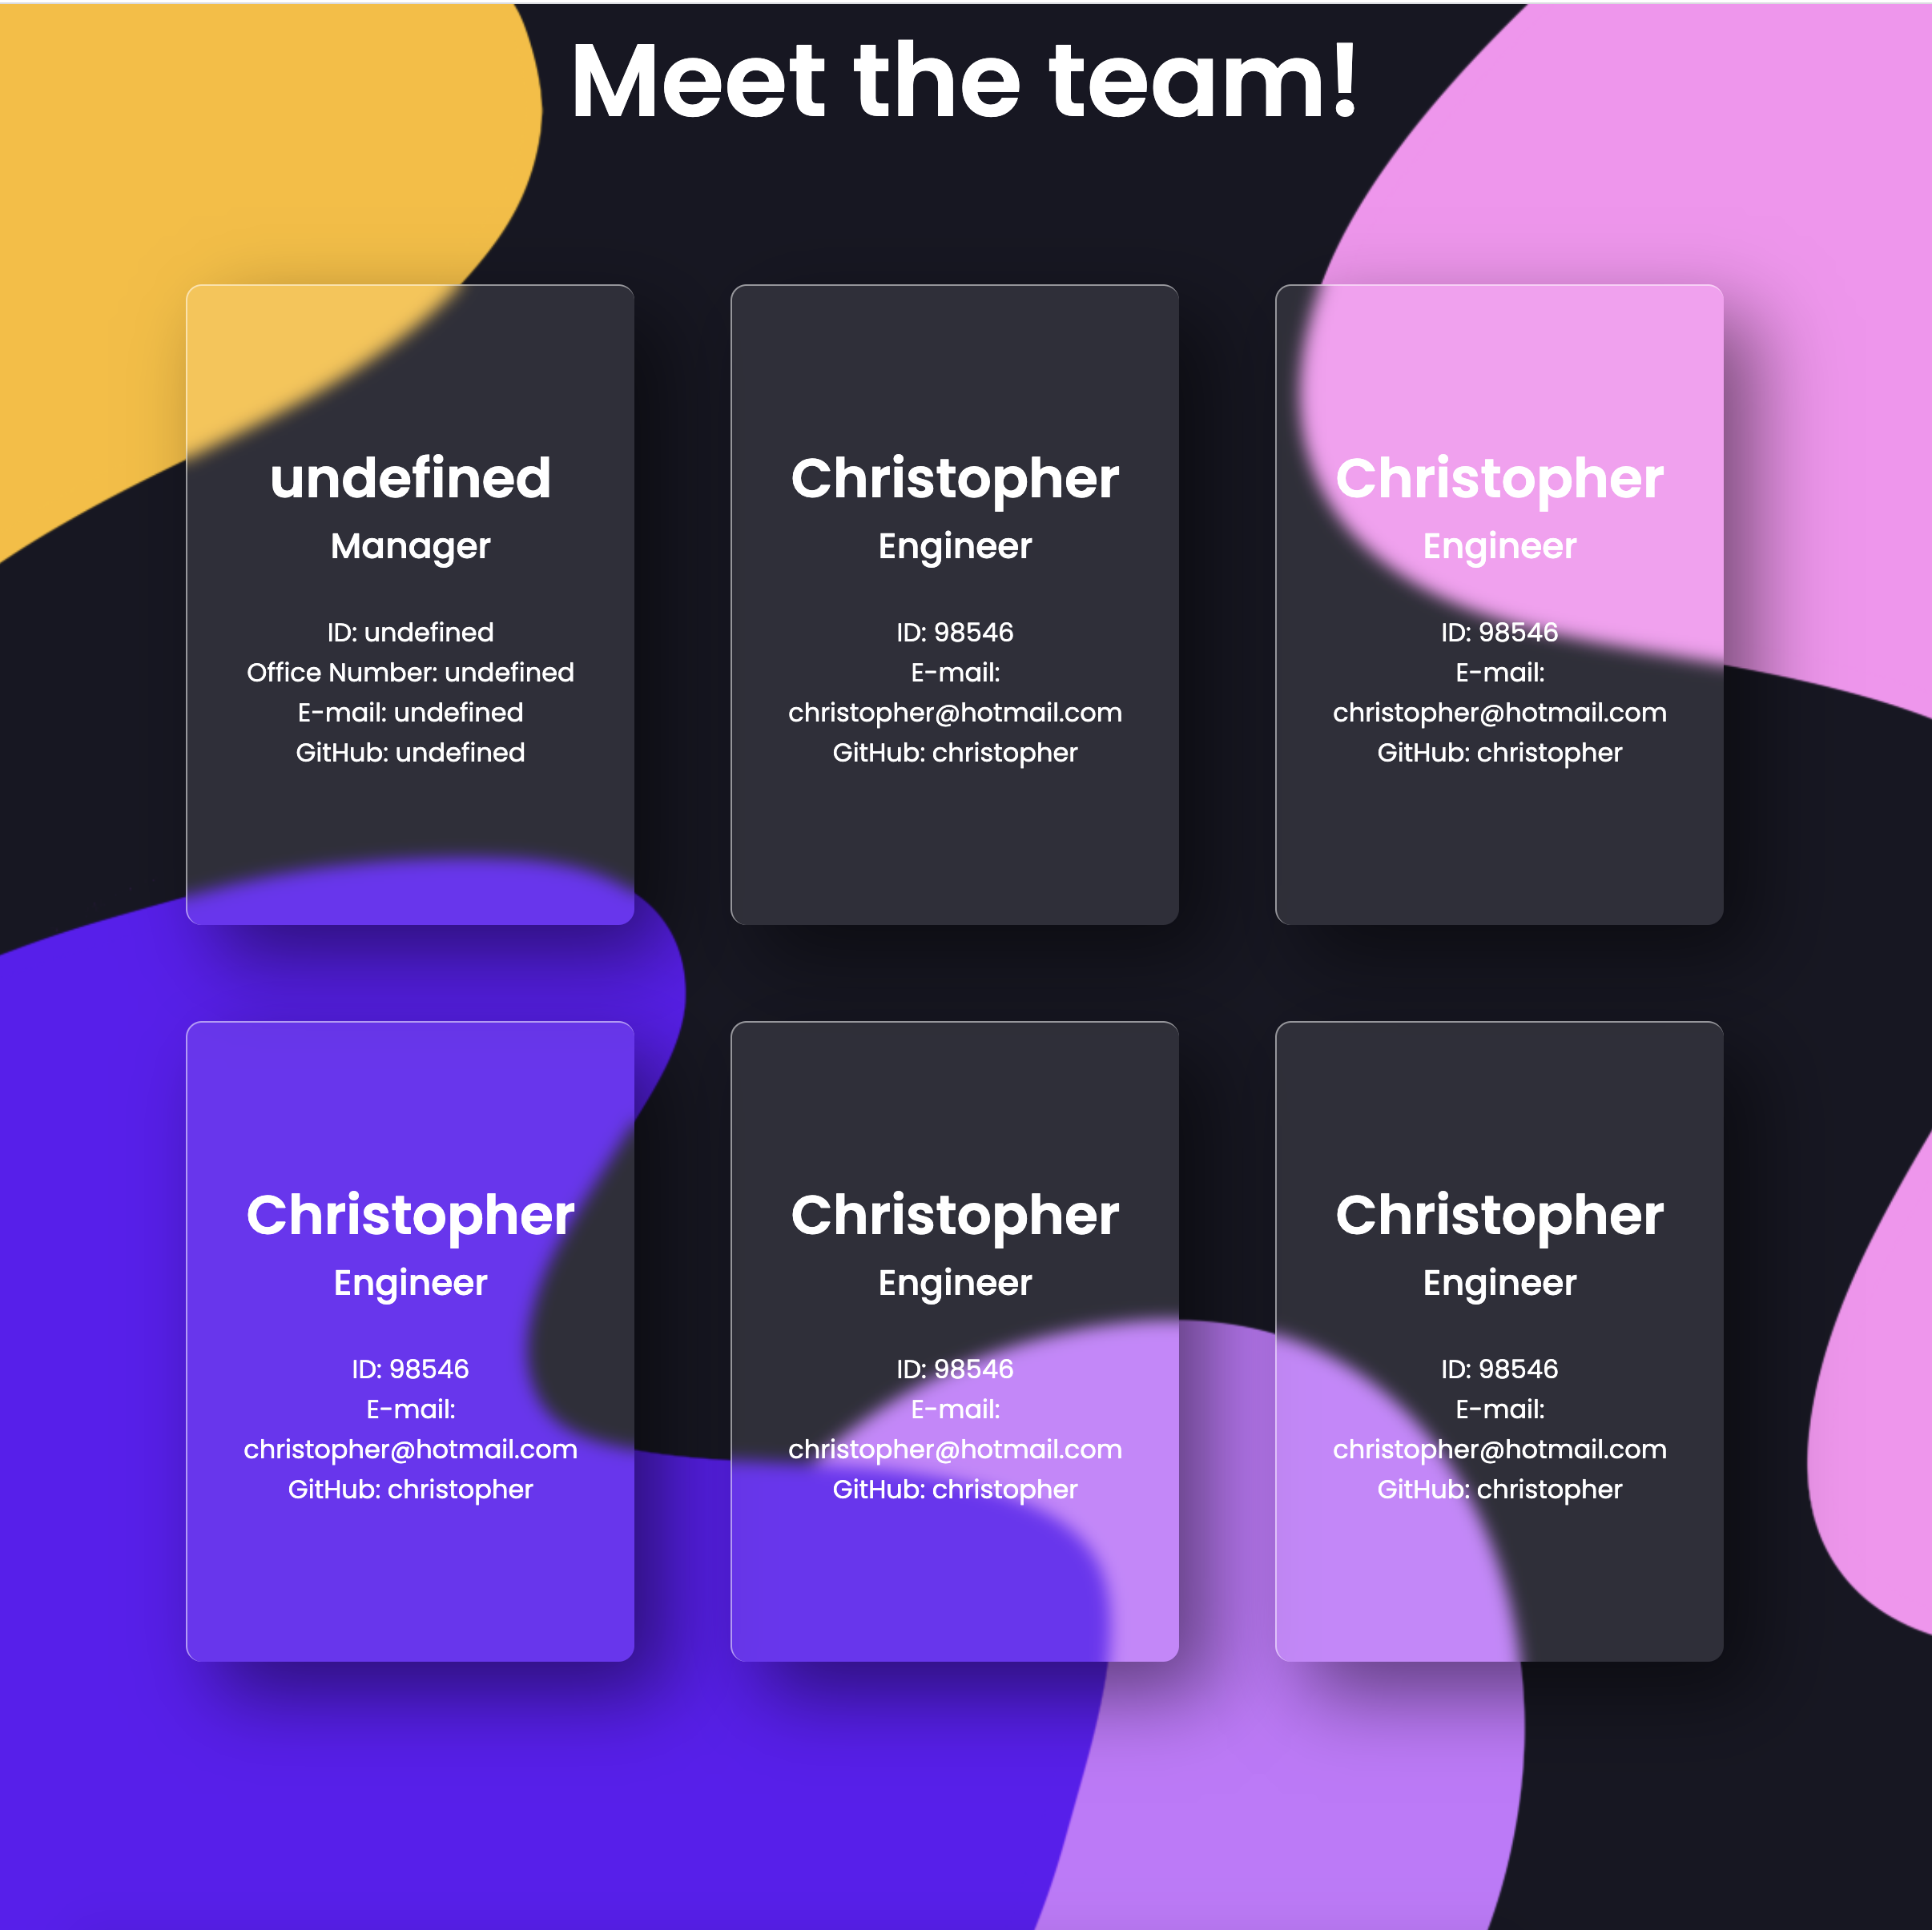 Meet the team!
undefined
Manager
ID: undefined
Office Number: undefined
E-mail: undefined
GitHub: undefined
Christopher
Engineer
ID: 98546
E-mail:
christopher@hotmail.com
GitHub: christopher
Christopher
Engineer
ID: 98546
E-mail:
christopher@hotmail.com
GitHub: christopher
Christopher
Engineer
ID: 98546
E-mail:
christopher@hotmail.com
GitHub: christopher
Christopher
Engineer
ID: 98546
E-mail:
christopher@hotmail.com
GitHub: christopher
Christopher
Engineer
ID: 98546
E-mail:
christopher@hotmail.com
GitHub: christopher